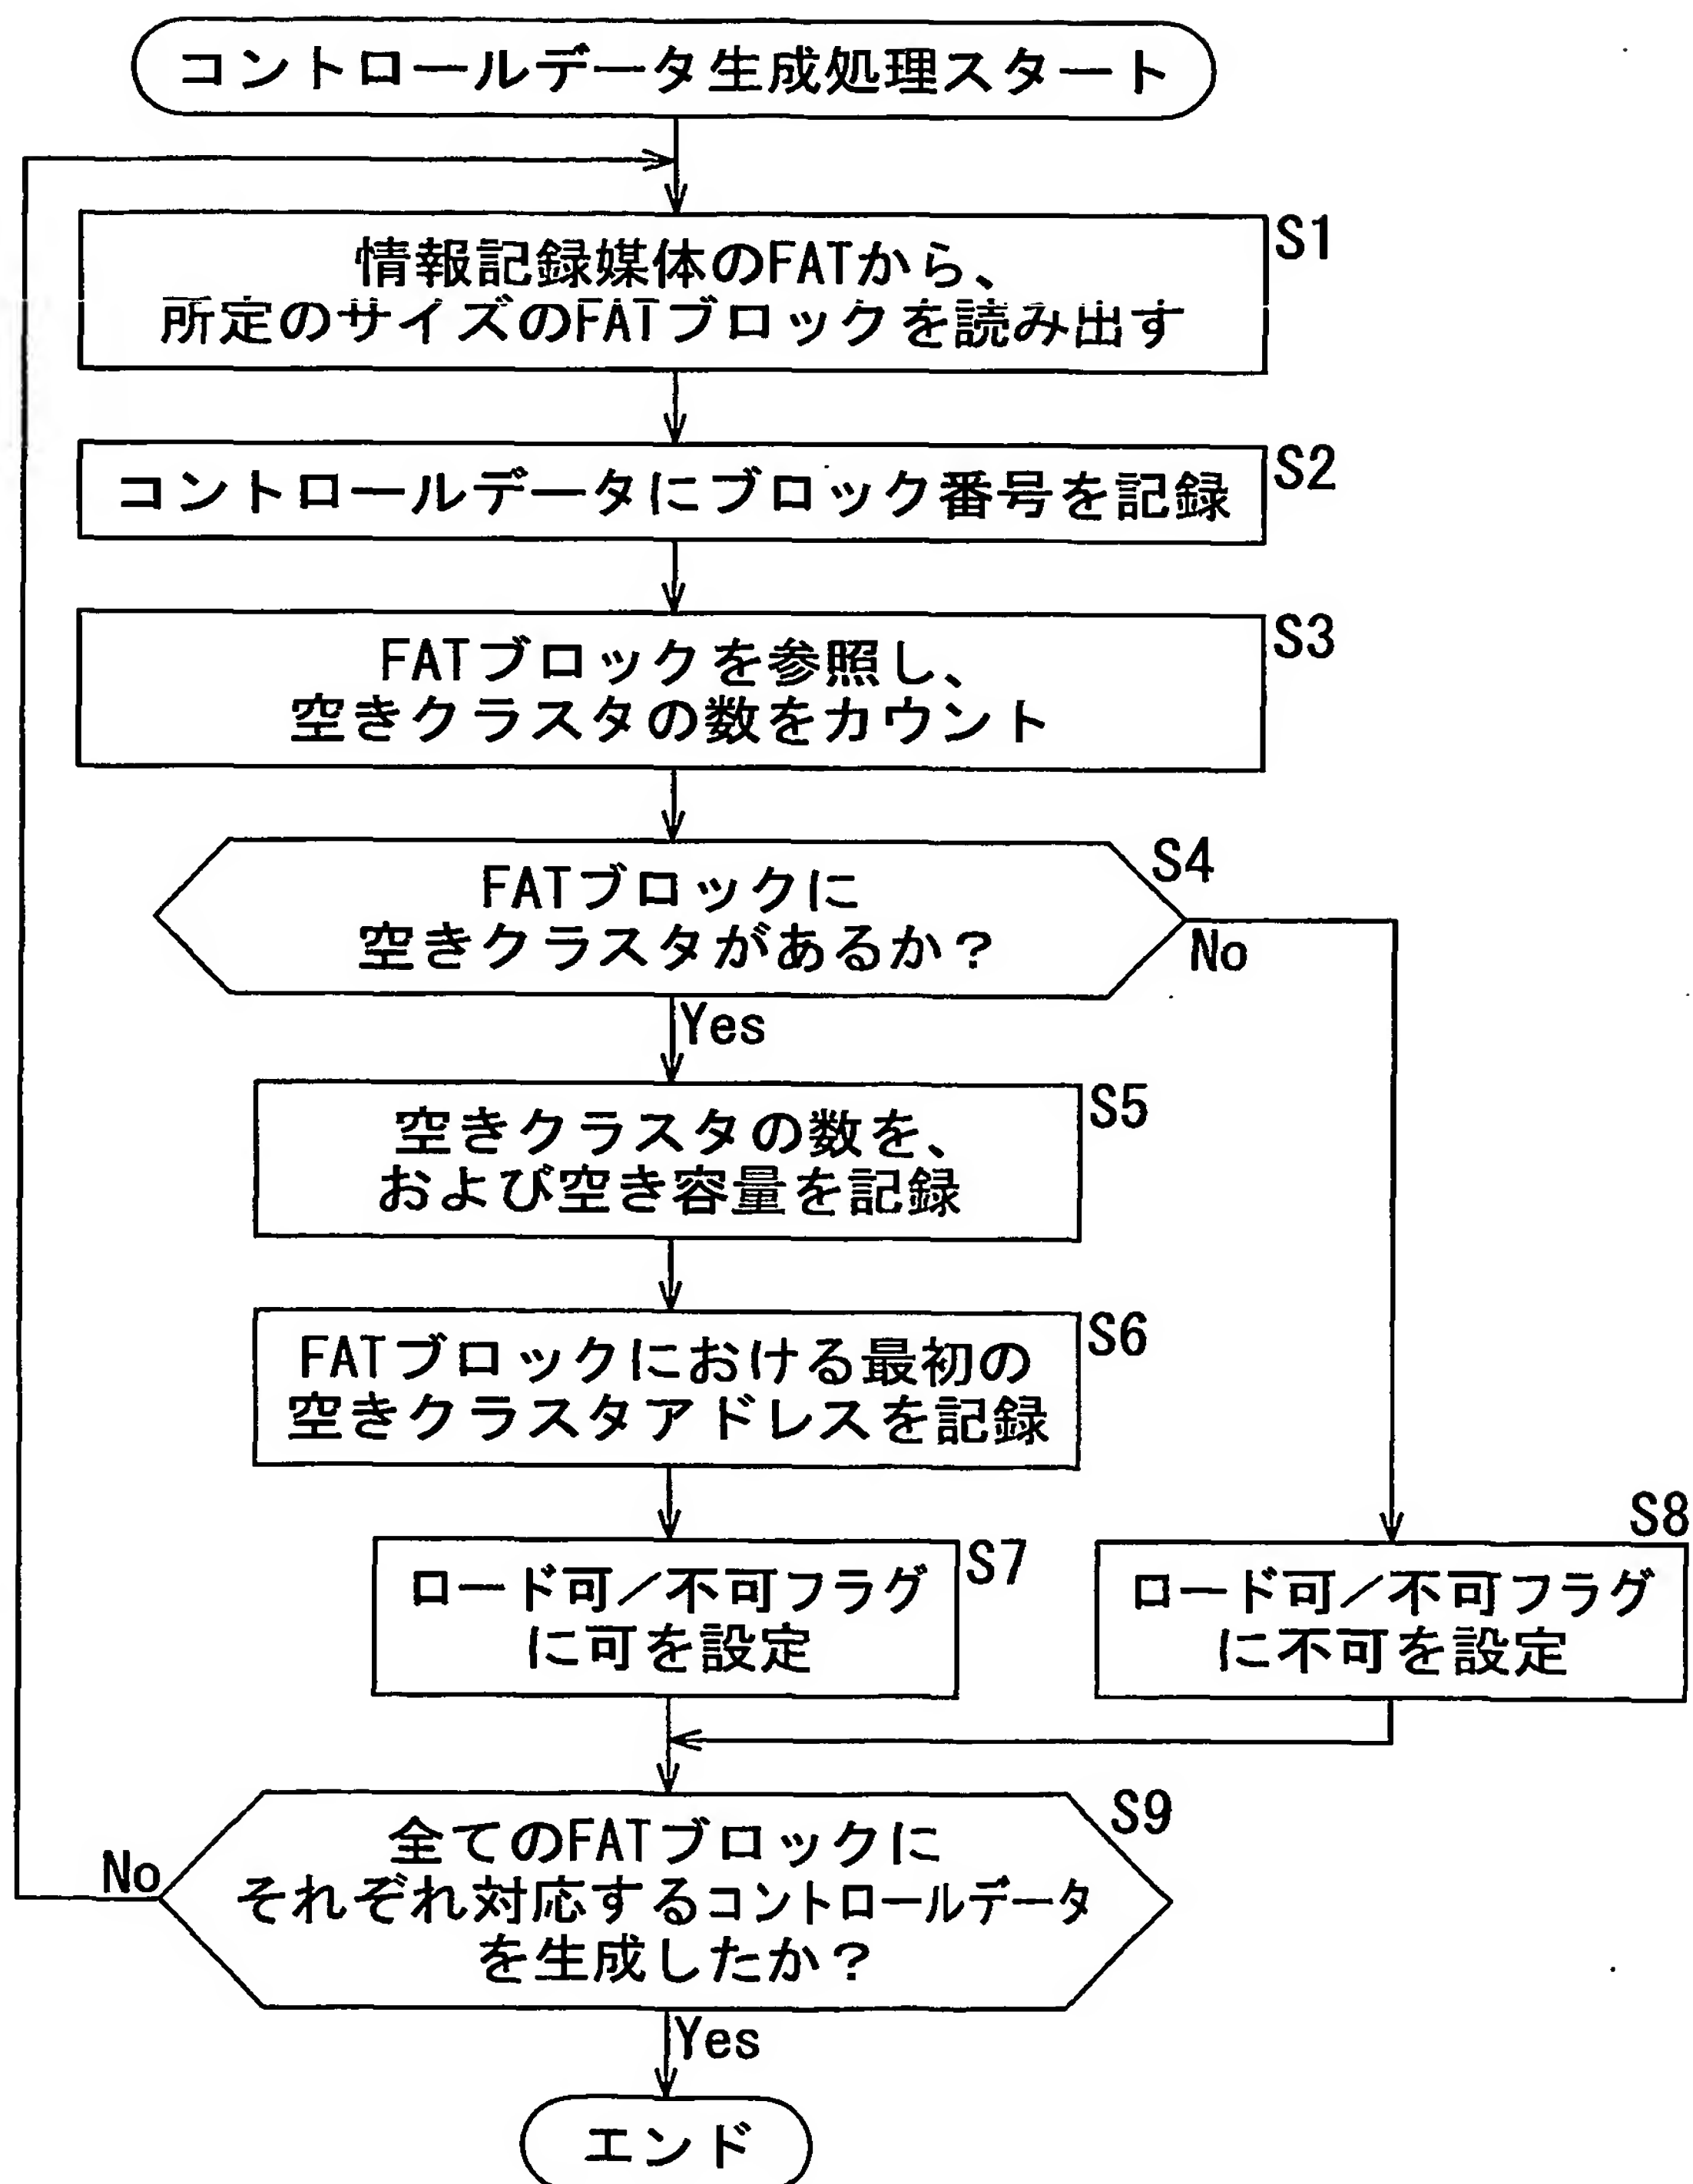 コントロールデータ生成処理スタート
S1
情報記録媒体のFATから、
所定のサイズのFATブロックを読み出す
S2
コントロールデータにブロック番号を記録
S3
FATブロックを参照し、
空きクラスタの数をカウント
S4
FATブロックに
空きクラスタがあるか？
No
Yes
S5
空きクラスタの数を、
および空き容量を記録
S6
FATブロックにおける最初の
空きクラスタアドレスを記録
S7
ロード可／不可フラグ
に可を設定
S8
ロード可／不可フラグ
に不可を設定
S9
全てのFATブロックに
それぞれ対応するコントロールデータ
を生成したか？
No
Yes
エンド